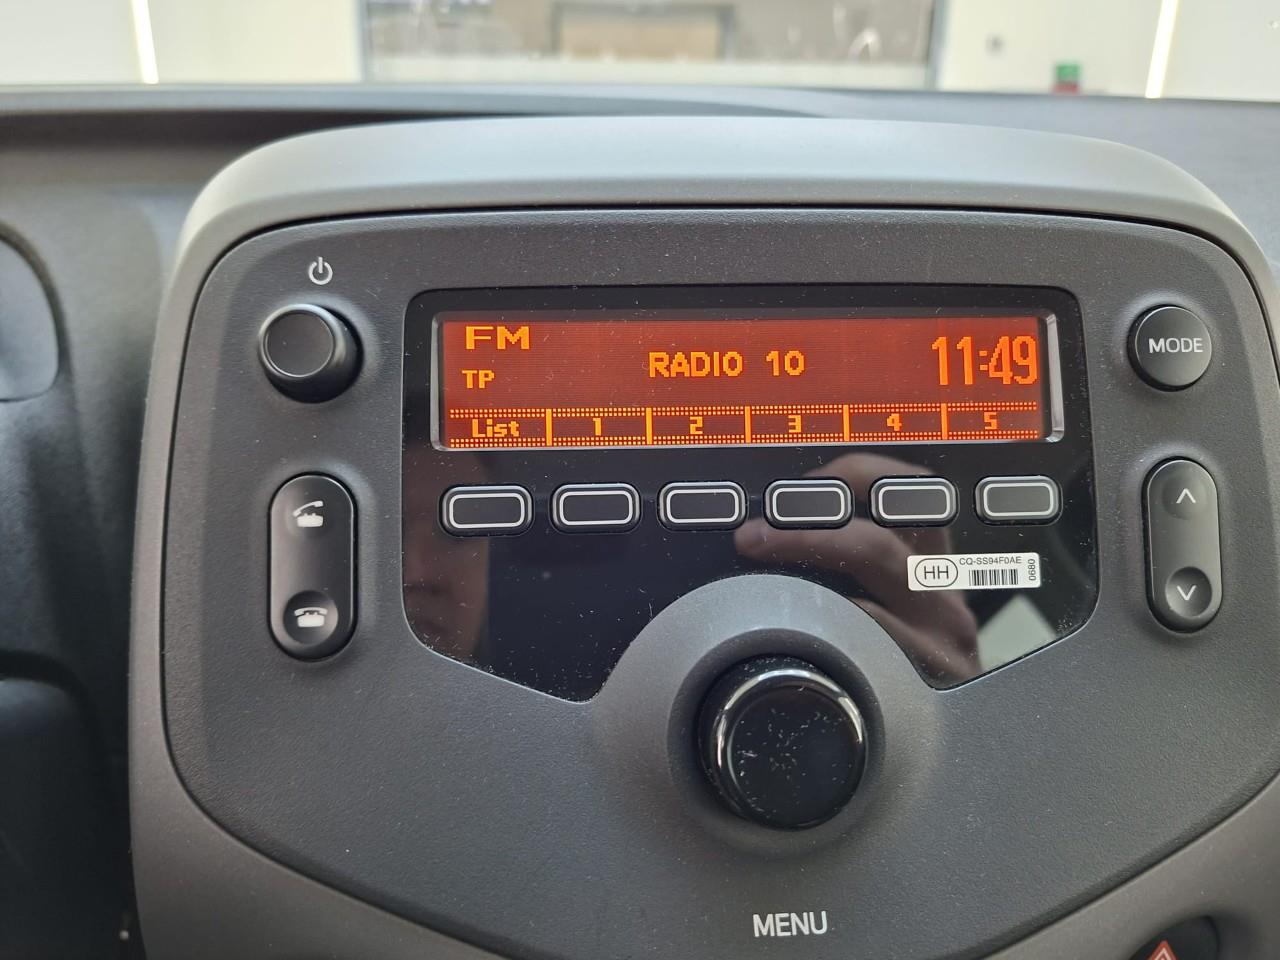 FM
TP
RADIO 10
11:49
List 1 2 3 4 5
MODE
HH
CQ-SS94F0AE
0680
MENU